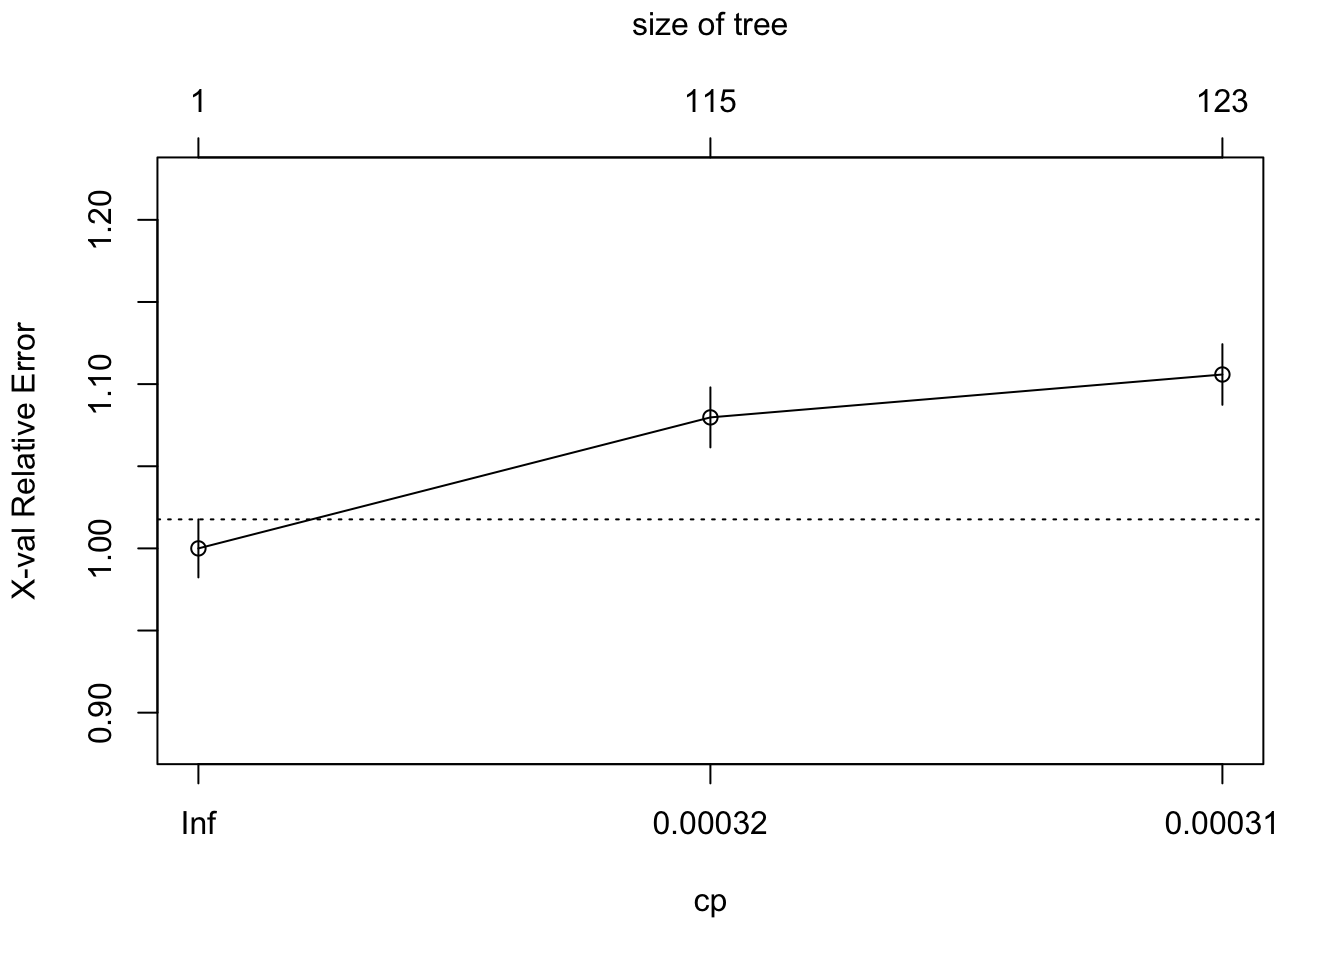 size of tree
1 115 123
X-val Relative Error
1.20
1.10
1.00
0.90
Inf 0.00032 0.00031
cp